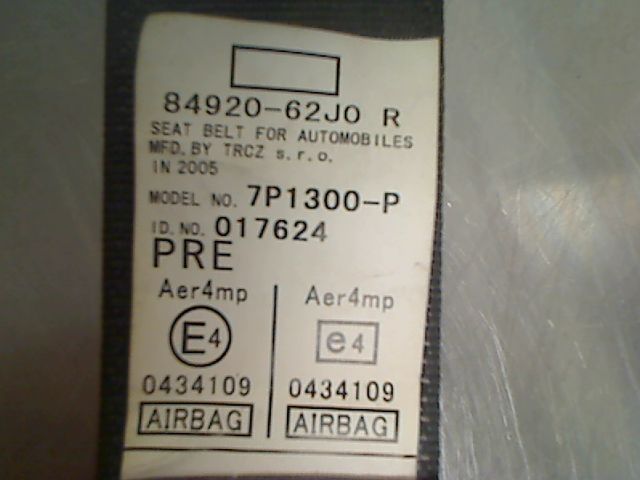 84920-62J0 R
SEAT BELT FOR AUTOMOBILES
MFD. BY TRCZ s.r.o.
IN 2005
MODEL NO. 7P1300-P
ID. NO. 017624
PRE
Aer4mp Aer4mp
E4 e4
0434109 0434109
AIRBAG AIRBAG